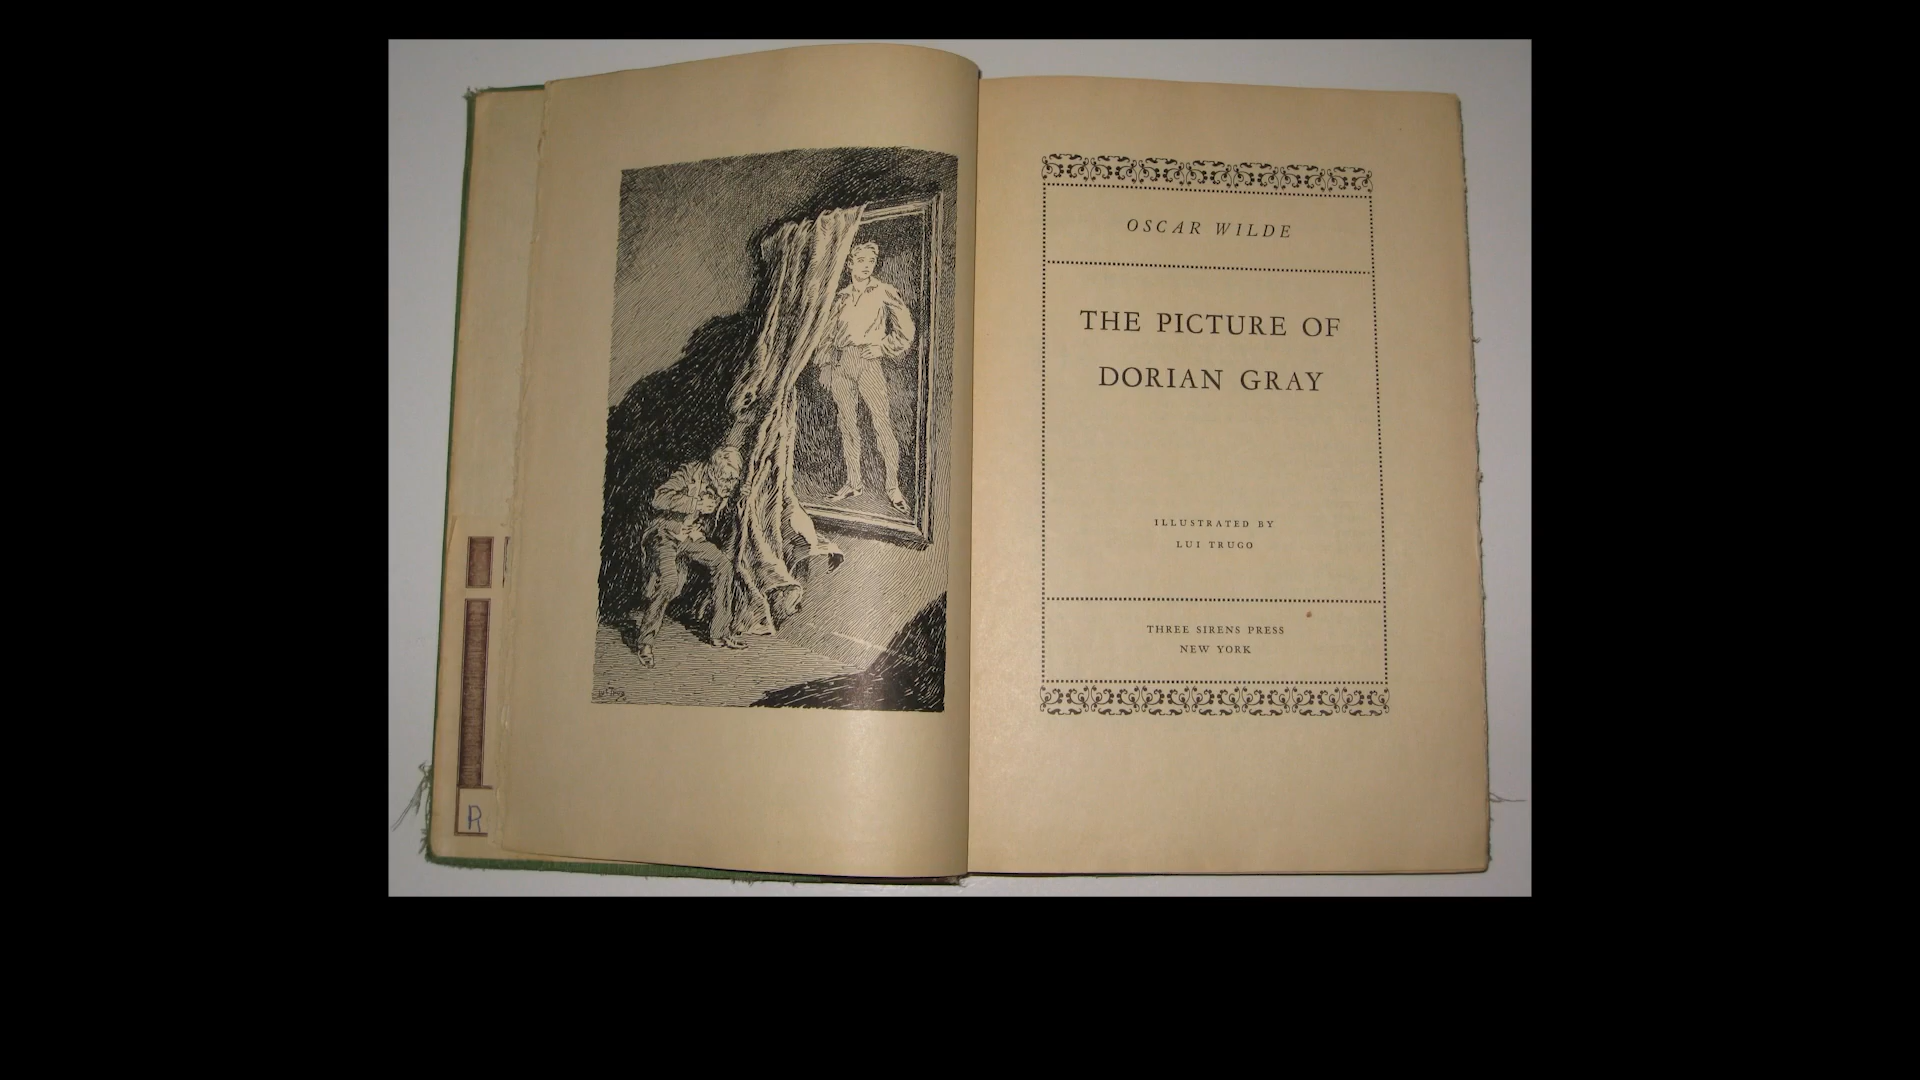 R
OSCAR WILDE
THE PICTURE OF
DORIAN GRAY
ILLUSTRATED BY
LUI TRUGO
THREE SIRENS PRESS
NEW YORK